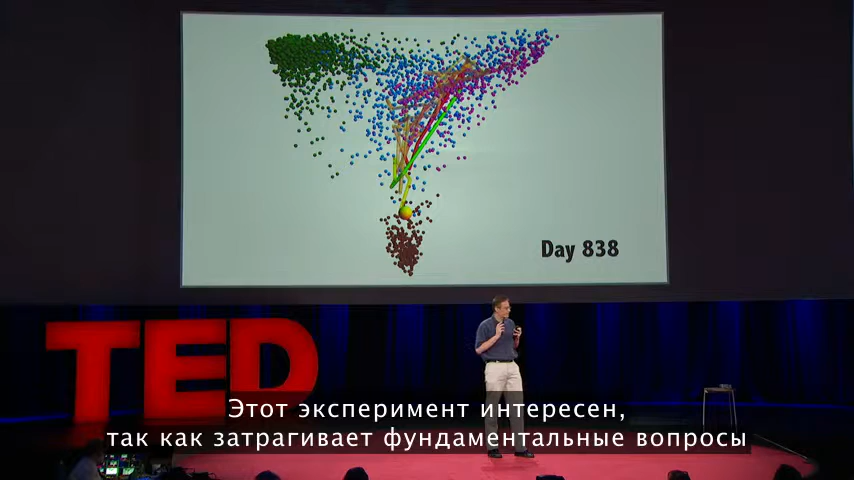 Day 838
TED
Этот эксперимент интересен,
так как затрагивает фундаментальные вопросы